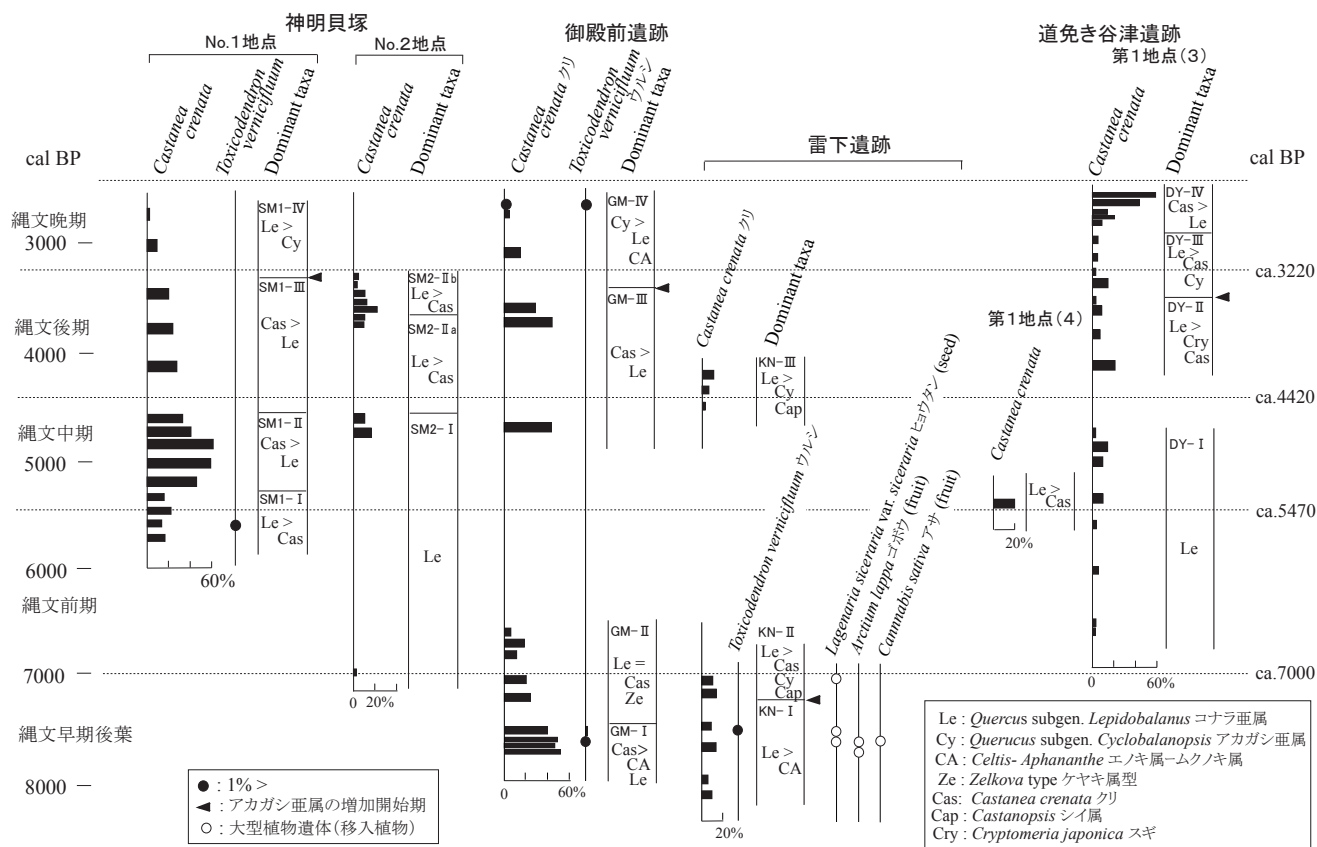 神明貝塚
No.1地点
No.2地点
Castanea
crenata
Toxicodendron
vernicifluum
Dominant taxa
Castanea
crenata
Dominant taxa
御殿前遺跡
Castanea
crenata クリ
Toxicodendron
vernicifluum
ウルシ
Dominant taxa
雷下遺跡
Castanea crenata クリ
Dominant taxa
Toxicodendron vernicifluum ウルシ
Lagenaria siceraria var. siceraria ヒョウタン (seed)
Arctium lappa ゴボウ (fruit)
Cannnabis sativa アサ (fruit)
道免き谷津遺跡
第1地点(3)
Castanea
crenata
Dominant taxa
第1地点(4)
Castanea crenata
cal BP
縄文晩期
3000
縄文後期
4000
縄文中期
5000
6000
縄文前期
7000
縄文早期後葉
8000
SM1-Ⅳ
Le >
Cy
SM1-Ⅲ
Cas >
Le
SM1-Ⅱ
Cas >
Le
SM1-Ⅰ
Le >
Cas
60%
SM2-Ⅱb
Le >
Cas
SM2-Ⅱa
Le >
Cas
SM2-Ⅰ
Le
0 20%
GM-Ⅳ
Cy >
Le
CA
GM-Ⅲ
Cas >
Le
GM-Ⅱ
Le =
Cas
Ze
GM-Ⅰ
Cas>
CA
Le
0 60%
KN-Ⅲ
Le >
Cy
Cap
KN-Ⅱ
Le >
Cas
Cy
Cap
KN-Ⅰ
Le >
CA
20%
Le >
Cas
20%
DY-Ⅳ
Cas >
Le
DY-Ⅲ
Le >
Cas
Cy
DY-Ⅱ
Le >
Cry
Cas
DY-Ⅰ
Le
0 60%
cal BP
ca.3220
ca.4420
ca.5470
ca.7000
● : 1% >
◄ : アカガシ亜属の増加開始期
○ : 大型植物遺体(移入植物)
Le : Quercus subgen. Lepidobalanus コナラ亜属
Cy : Querucus subgen. Cyclobalanopsis アカガシ亜属
CA : Celtis- Aphananthe エノキ属ームクノキ属
Ze : Zelkova type ケヤキ属型
Cas: Castanea crenata クリ
Cap : Castanopsis シイ属
Cry : Cryptomeria japonica スギ